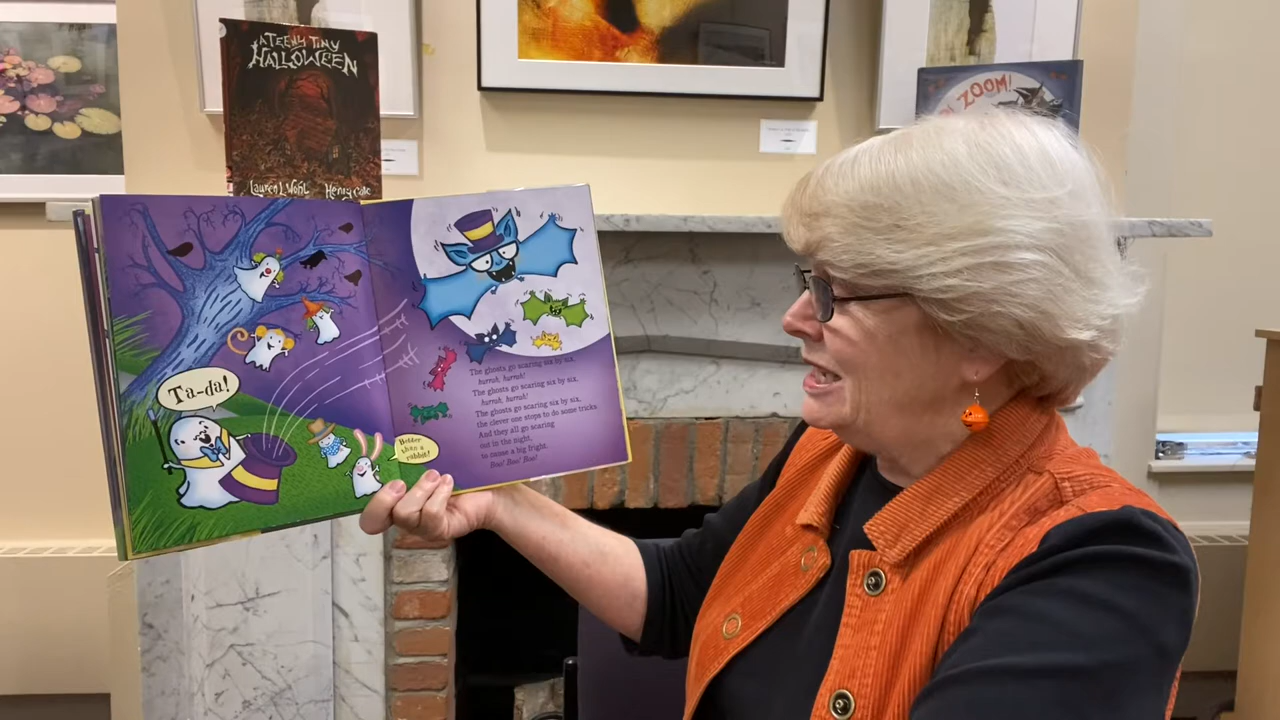 A TEENY TINY
HALLOWEEN
Lauren L. Wohl
Henry Cole
ZOOM!
Ta-da!
Better
than a
rabbit!
The ghosts go scaring six by six,
hurrah, hurrah!
The ghosts go scaring six by six,
hurrah, hurrah!
The ghosts go scaring six by six,
the clever one stops to do some tricks
And they all go scaring
out in the night,
to cause a big fright.
Boo! Boo! Boo!